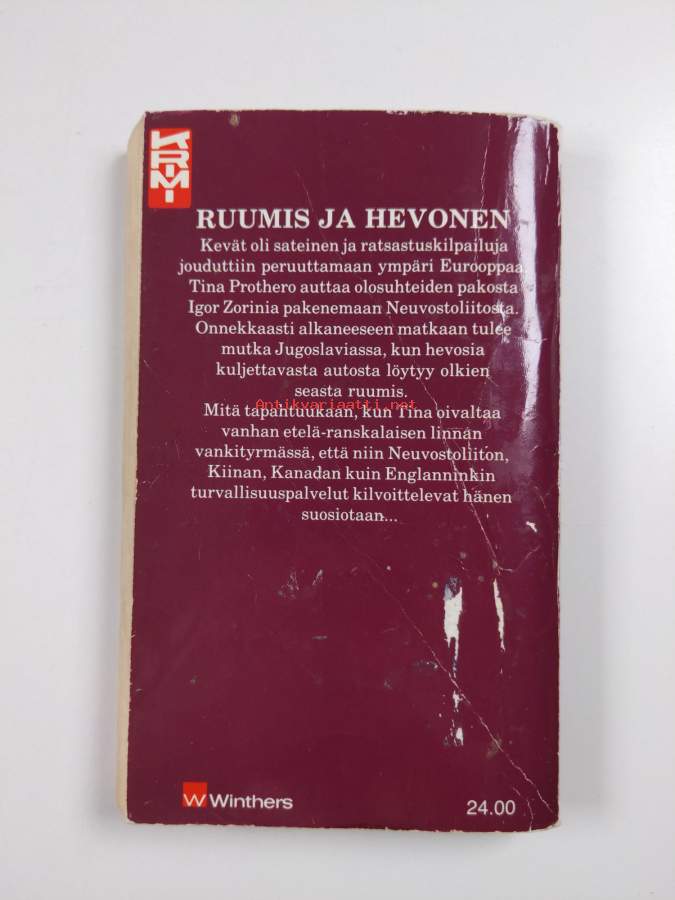 KRIMI
RUUMIS JA HEVONEN
Kevät oli sateinen ja ratsastuskilpailuja
jouduttiin peruuttamaan ympäri Eurooppaa.
Tina Prothero auttaa olosuhteiden pakosta
Igor Zorinia pakenemaan Neuvostoliitosta.
Onnekkaasti alkaneeseen matkaan tulee
mutka Jugoslaviassa, kun hevosia
kuljettavasta autosta löytyy olkien
seasta ruumis.
Antikvariaatti.net
Mitä tapahtuukaan, kun Tina oivaltaa
vanhan etelä-ranskalaisen linnan
vankityrmässä, että niin Neuvostoliiton,
Kiinan, Kanadan kuin Englanninkin
turvallisuuspalvelut kilvoittelevat hänen
suosiotaan...
W Winthers
24.00